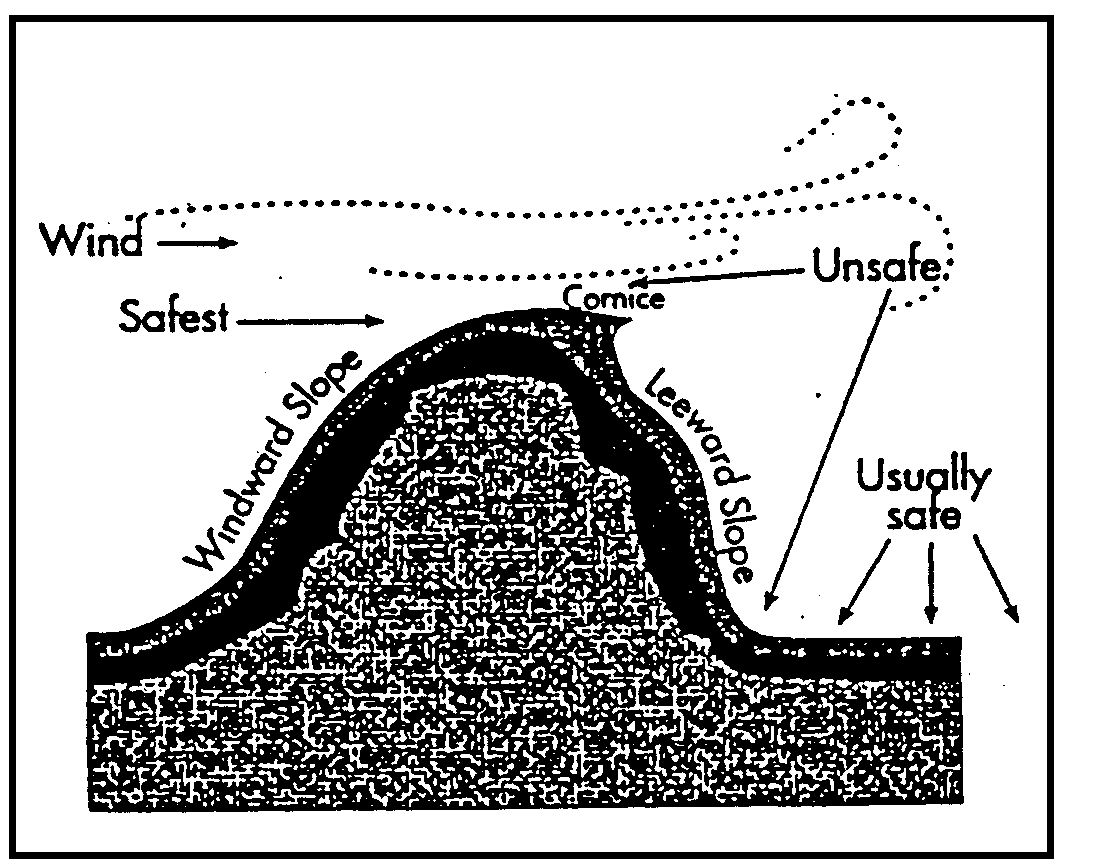 Wind
Safest
Cornice
Unsafe
Windward Slope
Leeward Slope
Usually
safe